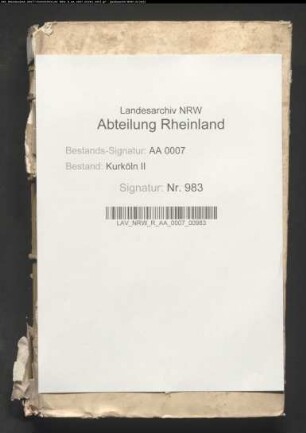 Landesarchiv NRW
Abteilung Rheinland
Bestands-Signatur: AA 0007
Bestand: Kurköln II
Signatur: Nr. 983
LAV_NRW_R_AA_0007_00983